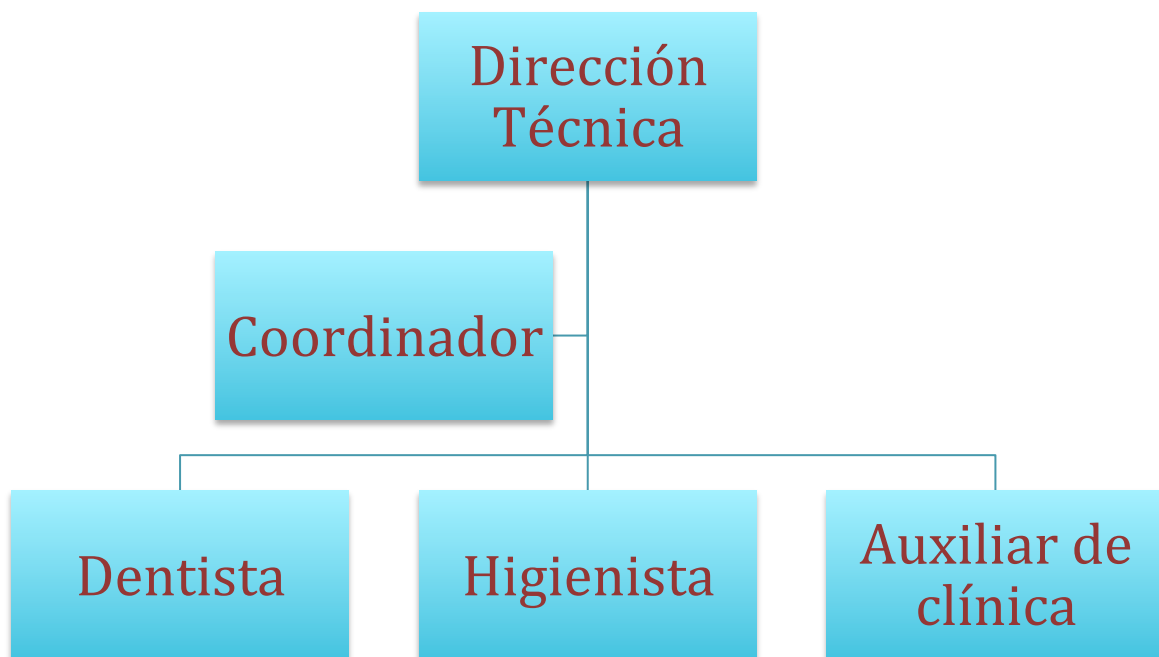 Dirección
Técnica
Coordinador
Dentista
Higienista
Auxiliar de
clínica